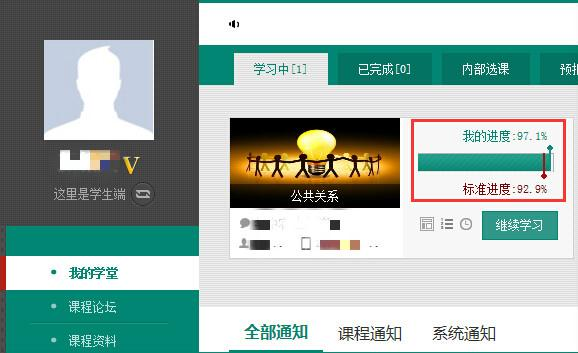 学习中[1]
已完成[0]
内部选课
V
这里是学生端
我的进度:97.1%
公共关系
标准进度:92.9%
继续学习
我的学堂
课程论坛
课程资料
全部通知
课程通知
系统通知